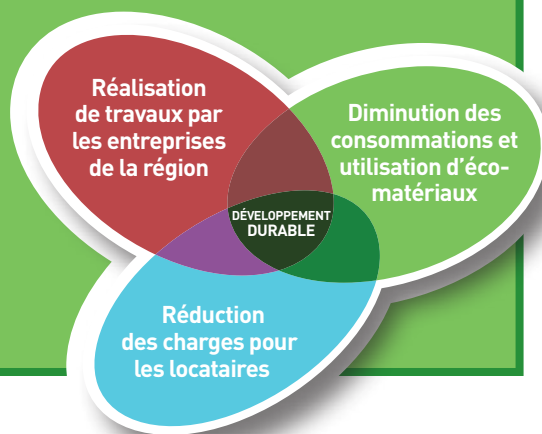 Réalisation
de travaux par
les entreprises
de la région
Diminution des
consommations et
utilisation d'éco-
matériaux
DÉVELOPPEMENT
DURABLE
Réduction
des charges pour
les locataires